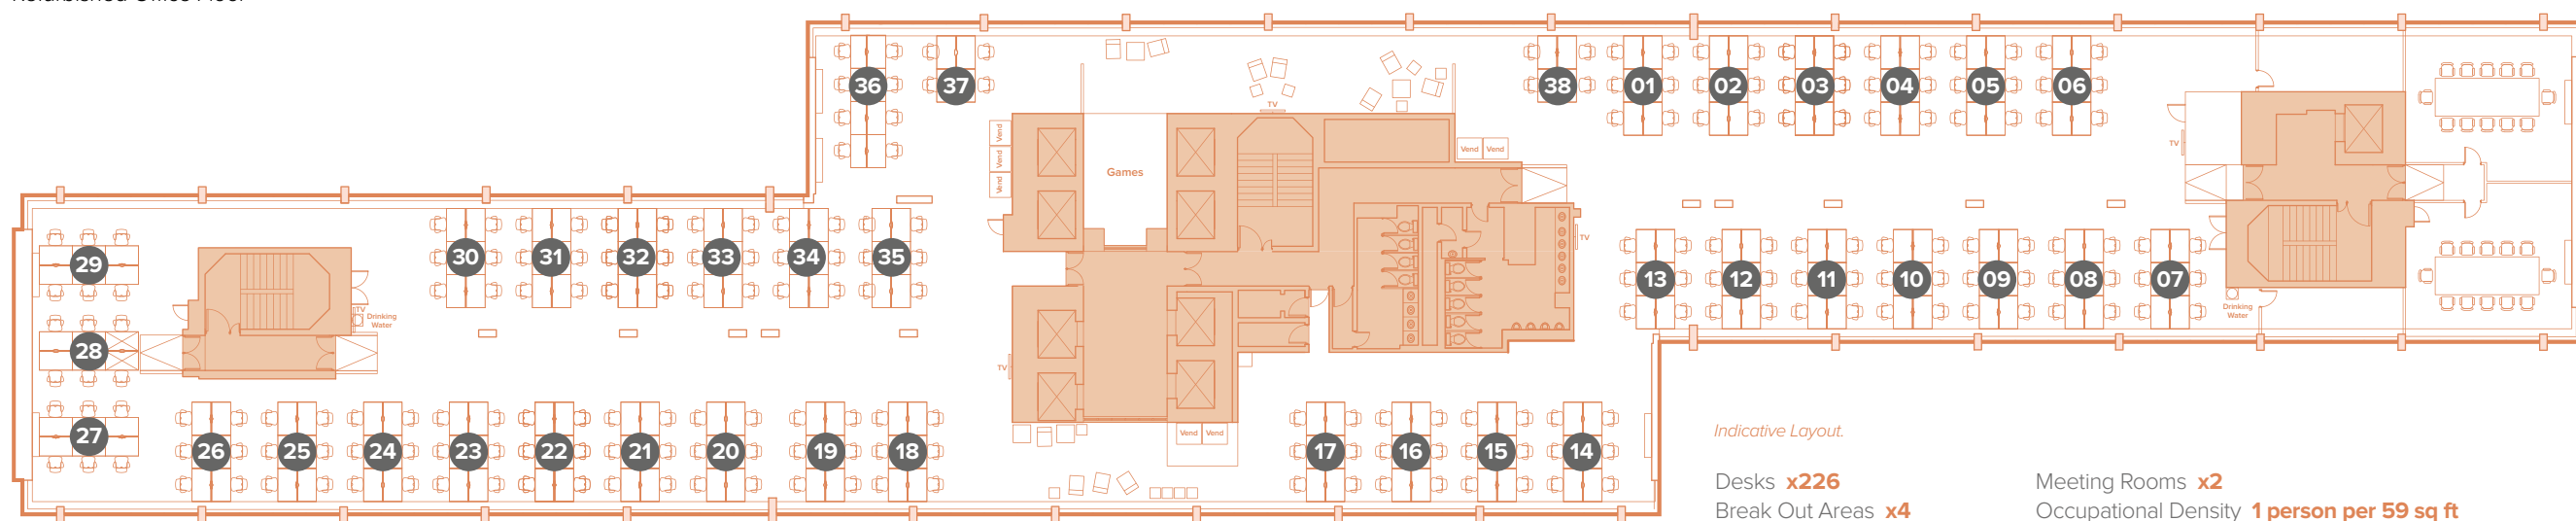 Refurbished Office Floor
36
37
38
01
02
03
04
05
06
TV
Vend
Vend
Vend
Games
Vend Vend
TV
TV
29
30
31
32
33
34
35
13
12
11
10
09
08
07
TV
Drinking
Water
Drinking
Water
28
TV
27
26
25
24
23
22
21
20
19
18
Vend Vend
17
16
15
14
Indicative Layout.
Desks x226
Meeting Rooms x2
Break Out Areas x4
Occupational Density 1 person per 59 sq ft